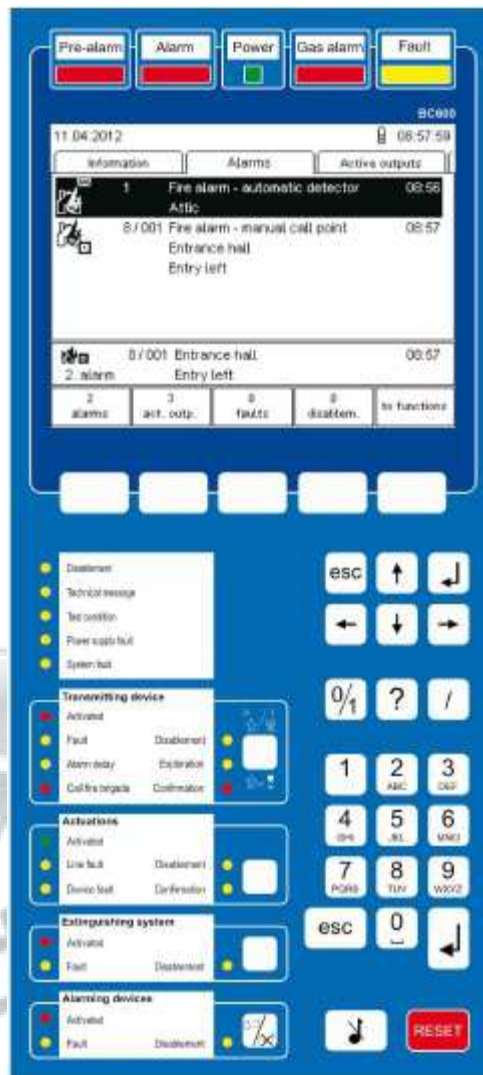 Pre-alarm Alarm Power Gas alarm Fault
BC600
11.04.2012 08:57:59
Information Alarms Active outputs
1 Fire alarm - automatic detector 08:56
Attic
8/001 Fire alarm - manual call point 08:57
Entrance hall
Entry left
8/001 Entrance hall 08:57
2. alarm Entry left
2 alarms 3 act. outp. 0 faults 0 disablem. to functions
Disablement
Technical message
Test condition
Power supply fault
System fault
Transmitting device
Activated
Fault Disablement
Alarm delay Exploration
Call fire brigade Confirmation
Actuations
Activated
Line fault Disablement
Device fault Confirmation
Extinguishing system
Activated
Fault Disablement
Alarming devices
Activated
Fault Disablement
esc
0/1 ? /
1 2 ABC 3 DEF
4 GHI 5 JKL 6 MNO
7 PQRS 8 TUV 9 WXYZ
esc 0
RESET